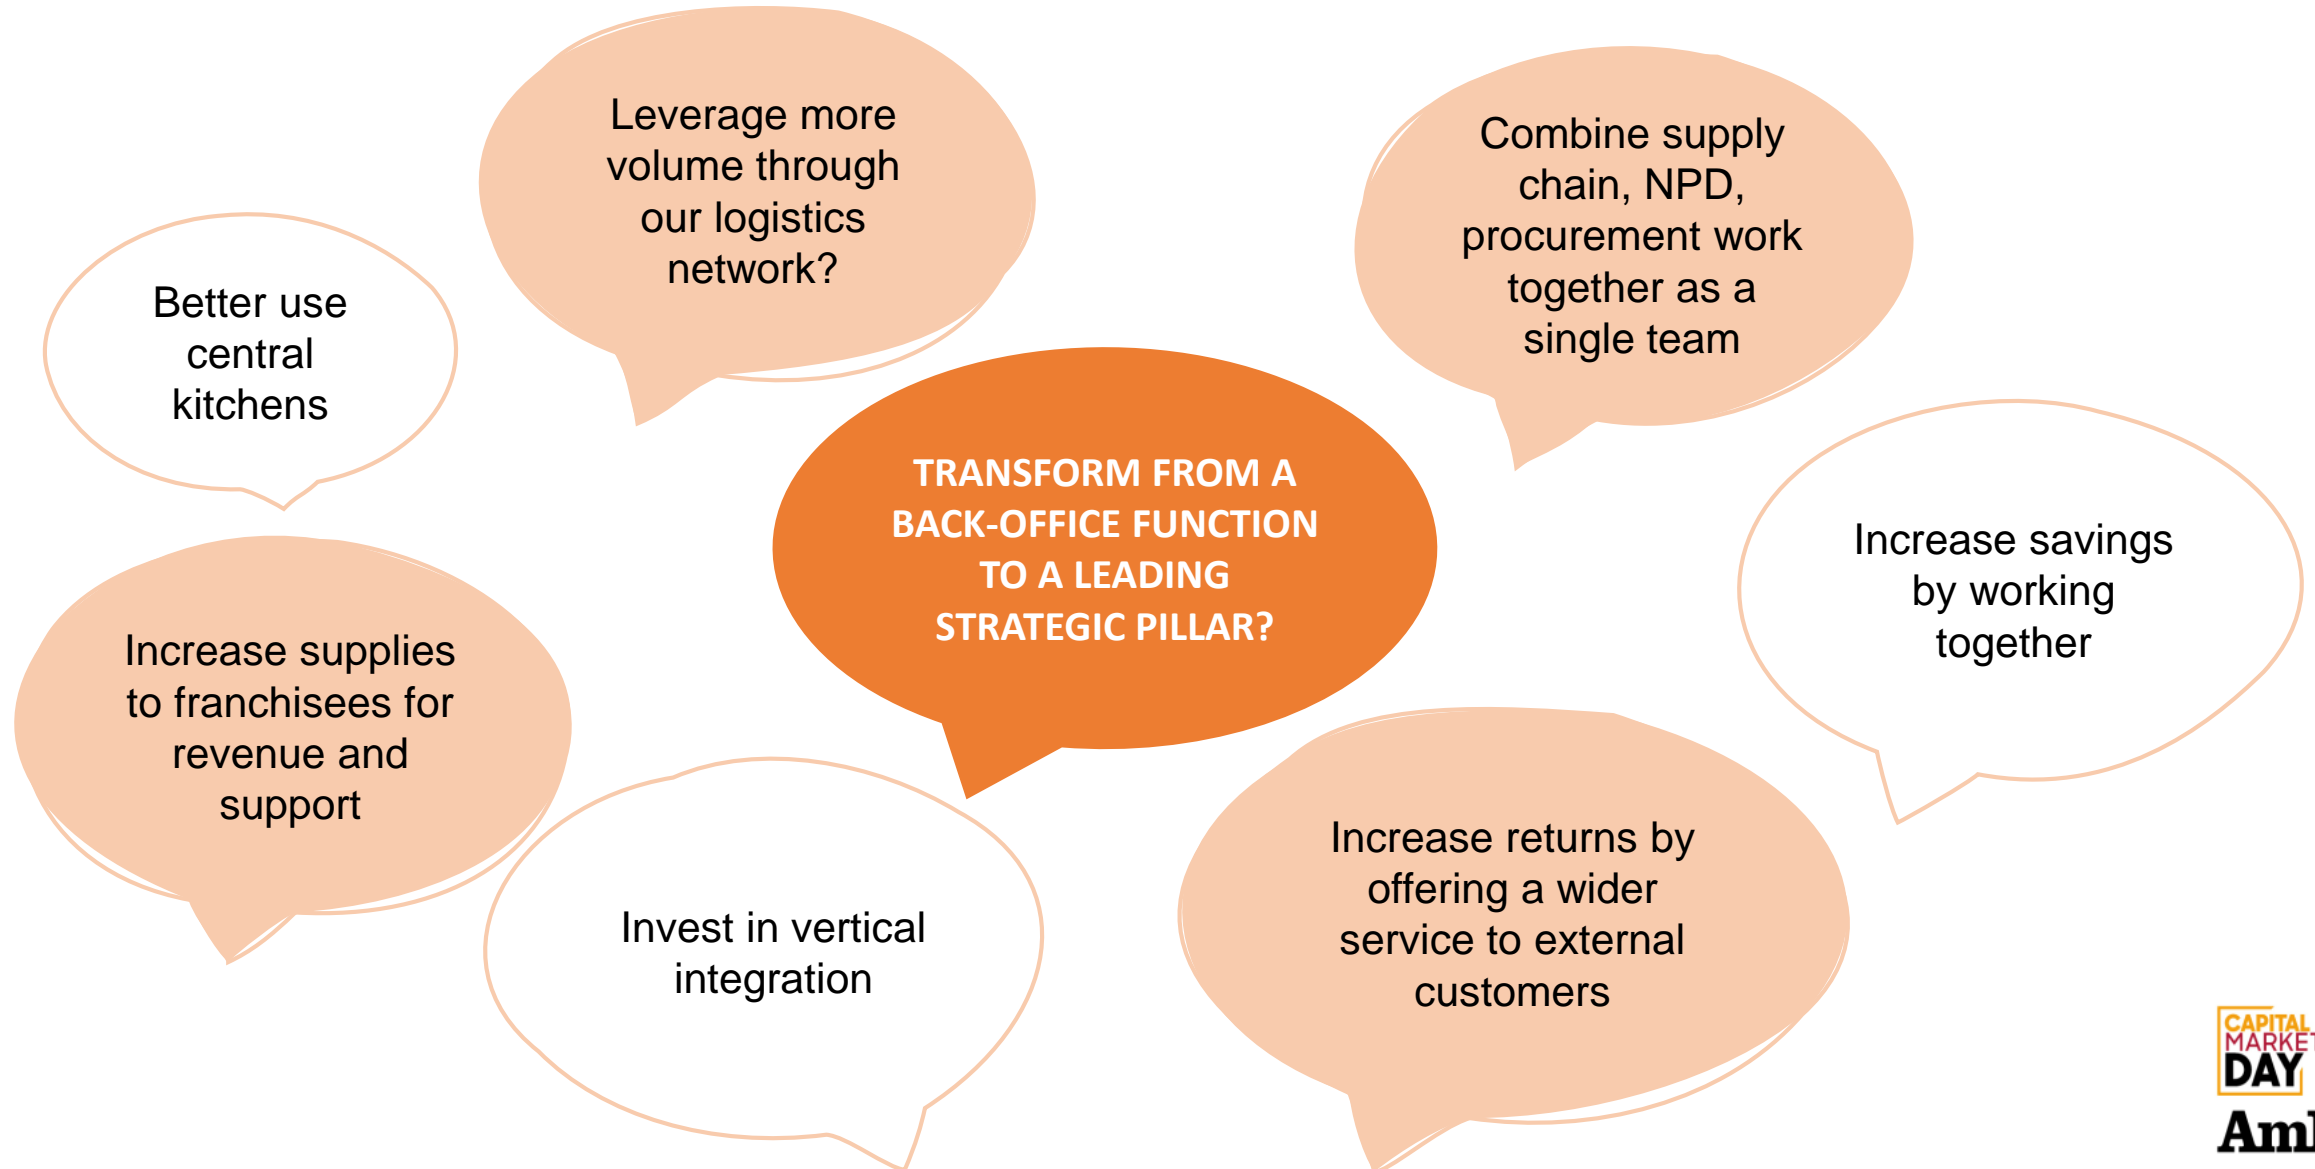 Leverage more
volume through
our logistics
network?
Combine supply
chain, NPD,
procurement work
together as a
single team
Better use
central
kitchens
TRANSFORM FROM A
BACK-OFFICE FUNCTION
TO A LEADING
STRATEGIC PILLAR?
Increase savings
by working
together
Increase supplies
to franchisees for
revenue and
support
Increase returns by
offering a wider
service to external
customers
Invest in vertical
integration
CAPITAL
MARKET
DAY